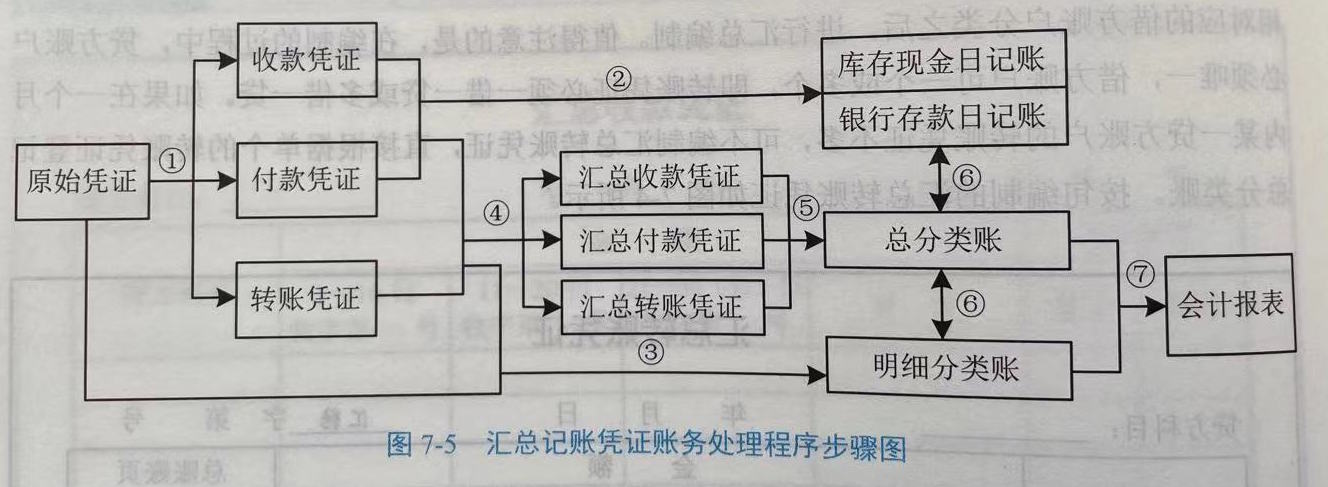 收款凭证
②
库存现金日记账
银行存款日记账
原始凭证
①
付款凭证
④
汇总收款凭证
⑤
⑥
汇总付款凭证
总分类账
⑦
转账凭证
汇总转账凭证
⑥
会计报表
③
明细分类账
图 7-5 汇总记账凭证账务处理程序步骤图